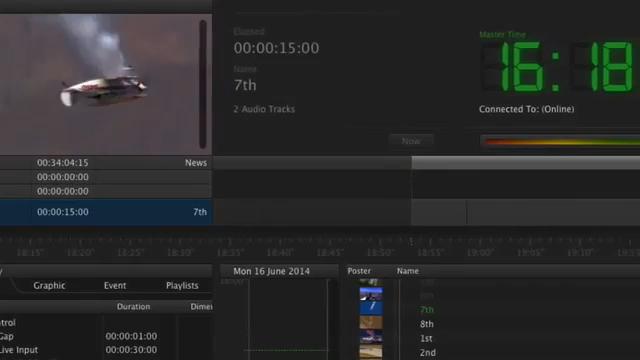 Elapsed
00:00:15:00
Name
7th
2 Audio Tracks
Now
Master Time
16:18
Connected To: (Online)
00:34:04:15 News
00:00:00:00
00:00:00:00
00:00:15:00 7th
18:15" 18:20" 18:25" 18:30" 18:35" 18:40" 18:45" 18:50" 18:55" 19:00" 19:05" 19:10" 19:15"
Graphic Event Playlists
Duration
Gap 00:00:01:00
Live Input 00:00:30:00
Mon 16 June 2014
Poster Name
7th
8th
1st
2nd